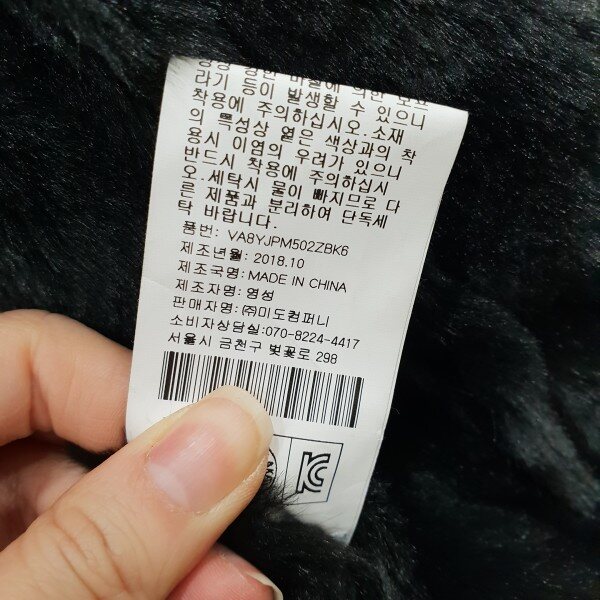 라기 등이 발생할 수 있으니
착용에 주의하십시오.소재
의 특성상 옅은 색상과의 착
용시 이염의 우려가 있으니
반드시 착용에 주의하십시
오.세탁시 물이 빠지므로 다
른 제품과 분리하여 단독세
탁 바랍니다.
품번: VA8YJPM502ZBK6
제조년월: 2018.10
제조국명: MADE IN CHINA
제조자명: 영성
판매자명: ㈜미도컴퍼니
소비자상담실:070-8224-4417
서울시 금천구 벚꽃로 298